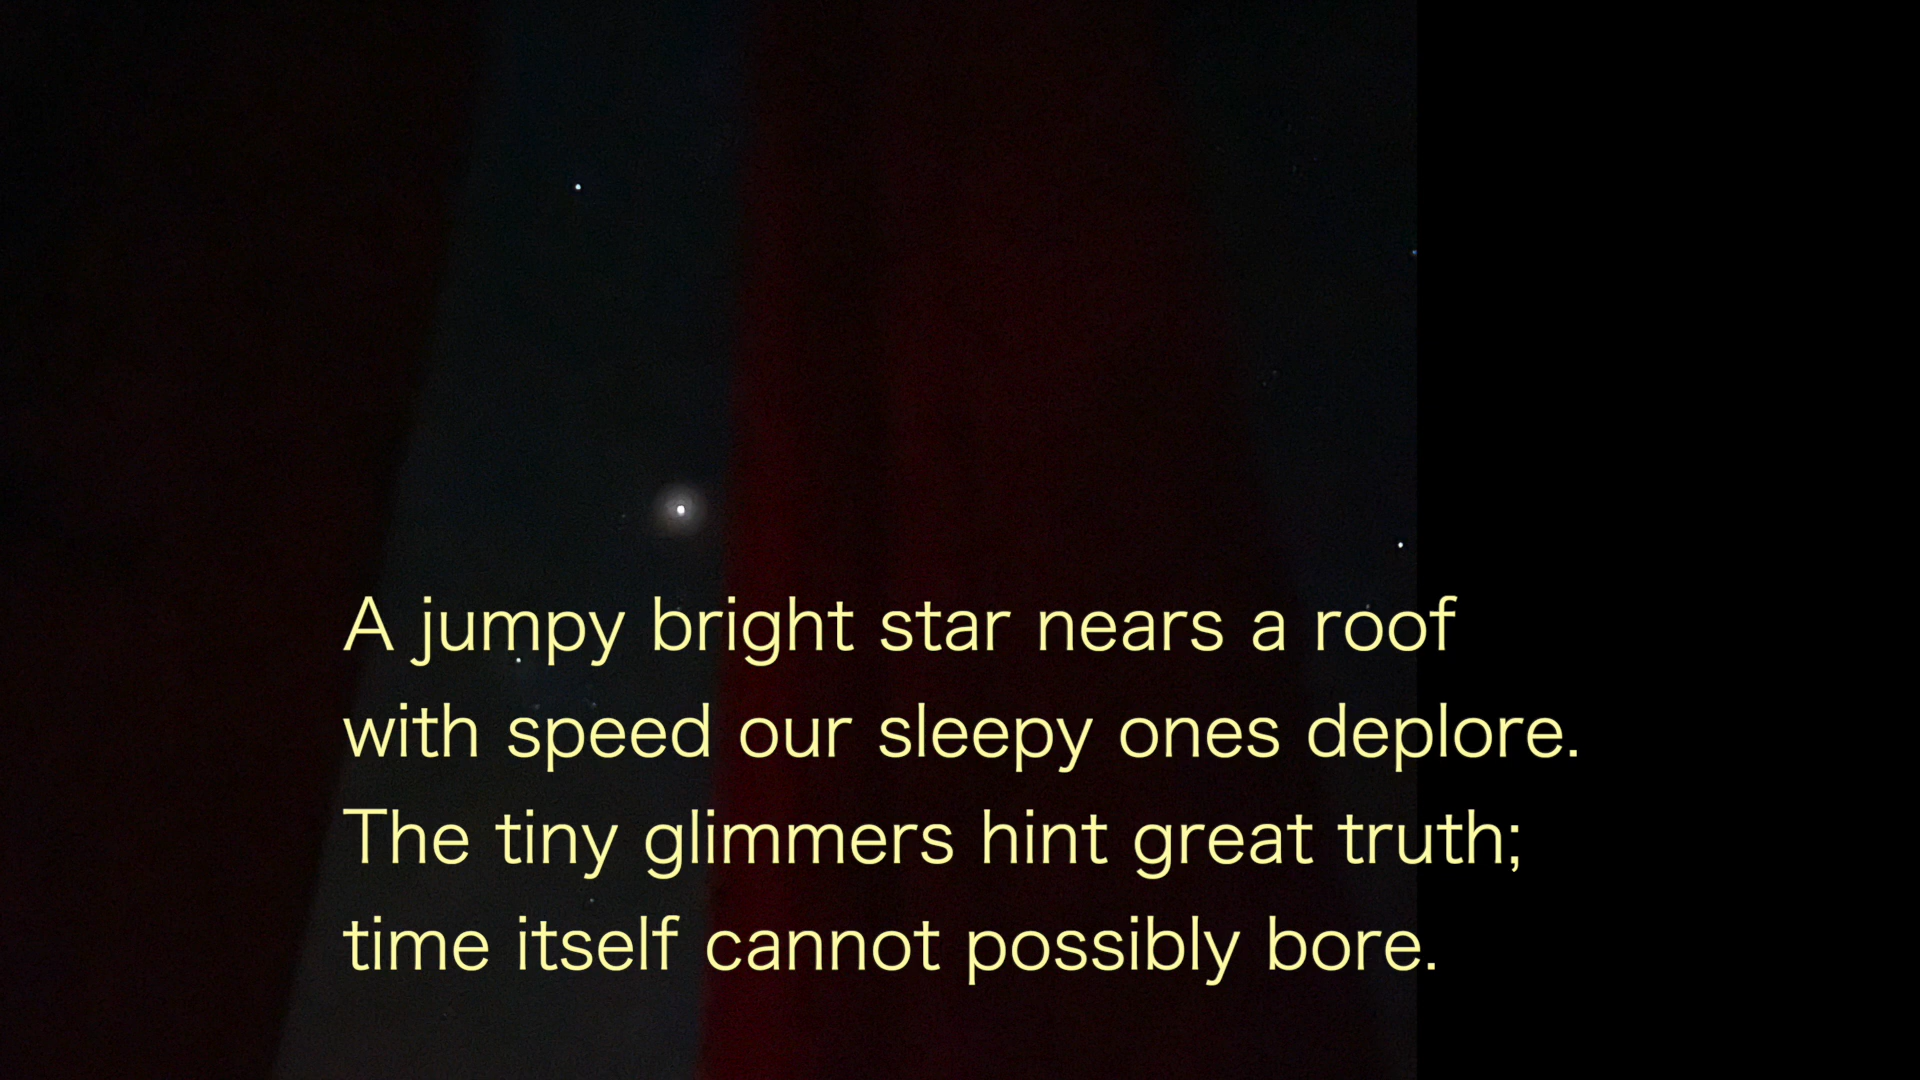 A jumpy bright star nears a roof
with speed our sleepy ones deplore.
The tiny glimmers hint great truth;
time itself cannot possibly bore.